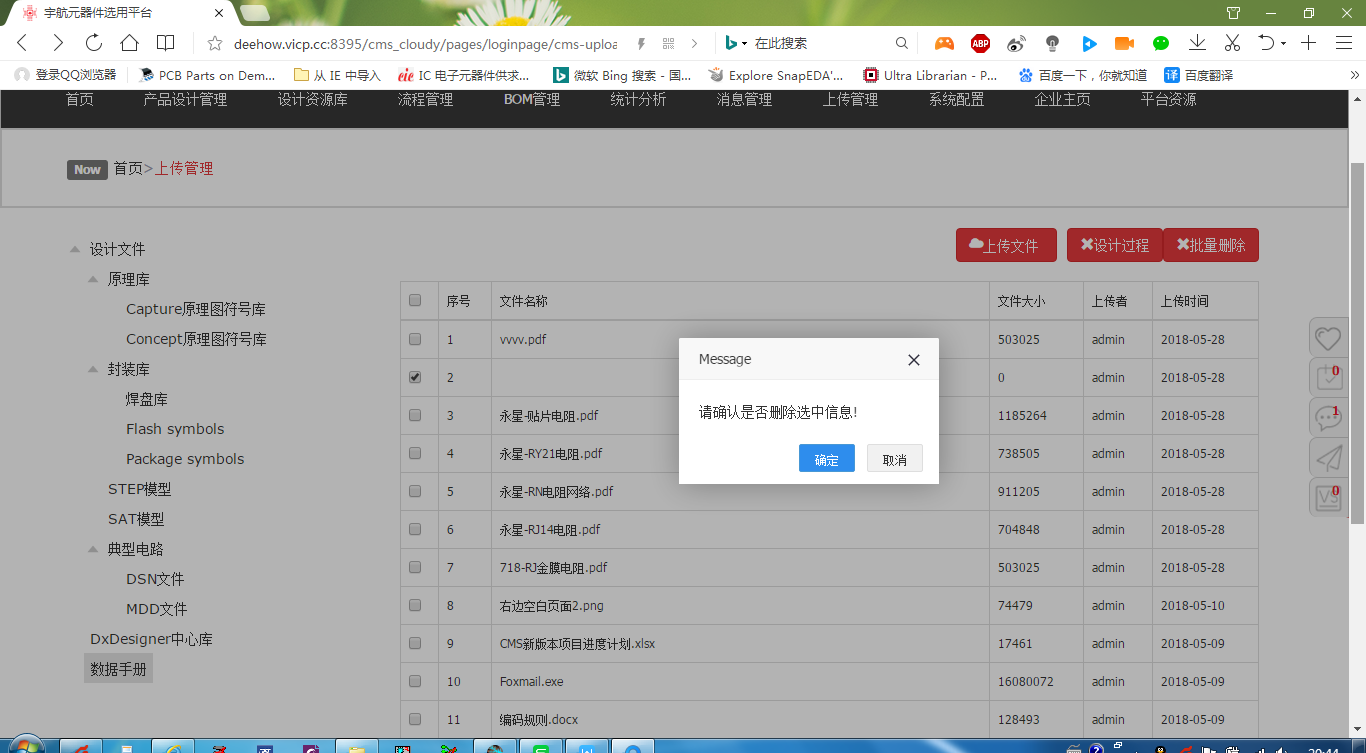 宇航元器件选用平台
deehow.vicp.cc:8395/cms_cloudy/pages/loginpage/cms-uploa
在此搜索
ABP
登录QQ浏览器 PCB Parts on Dem... 从 IE 中导入 IC 电子元器件供求... 微软 Bing 搜索 - 国... Explore SnapEDA'... Ultra Librarian - P... 百度一下，你就知道 译 百度翻译
首页 产品设计管理 设计资源库 流程管理 BOM管理 统计分析 消息管理 上传管理 系统配置 企业主页 平台资源
Now 首页>上传管理
上传文件 设计过程 批量删除
设计文件
原理库
Capture原理图符号库
Concept原理图符号库
封装库
焊盘库
Flash symbols
Package symbols
STEP模型
SAT模型
典型电路
DSN文件
MDD文件
DxDesigner中心库
数据手册
序号 文件名称 文件大小 上传者 上传时间
1 vvvv.pdf 503025 admin 2018-05-28
2 0 admin 2018-05-28
3 永星-贴片电阻.pdf 1185264 admin 2018-05-28
4 永星-RY21电阻.pdf 738505 admin 2018-05-28
5 永星-RN电阻网络.pdf 911205 admin 2018-05-28
6 永星-RJ14电阻.pdf 704848 admin 2018-05-28
7 718-RJ金膜电阻.pdf 503025 admin 2018-05-28
8 右边空白页面2.png 74479 admin 2018-05-10
9 CMS新版本项目进度计划.xlsx 17461 admin 2018-05-09
10 Foxmail.exe 16080072 admin 2018-05-09
11 编码规则.docx 128493 admin 2018-05-09
Message
请确认是否删除选中信息!
确定 取消
0
1
0
VS
20:44